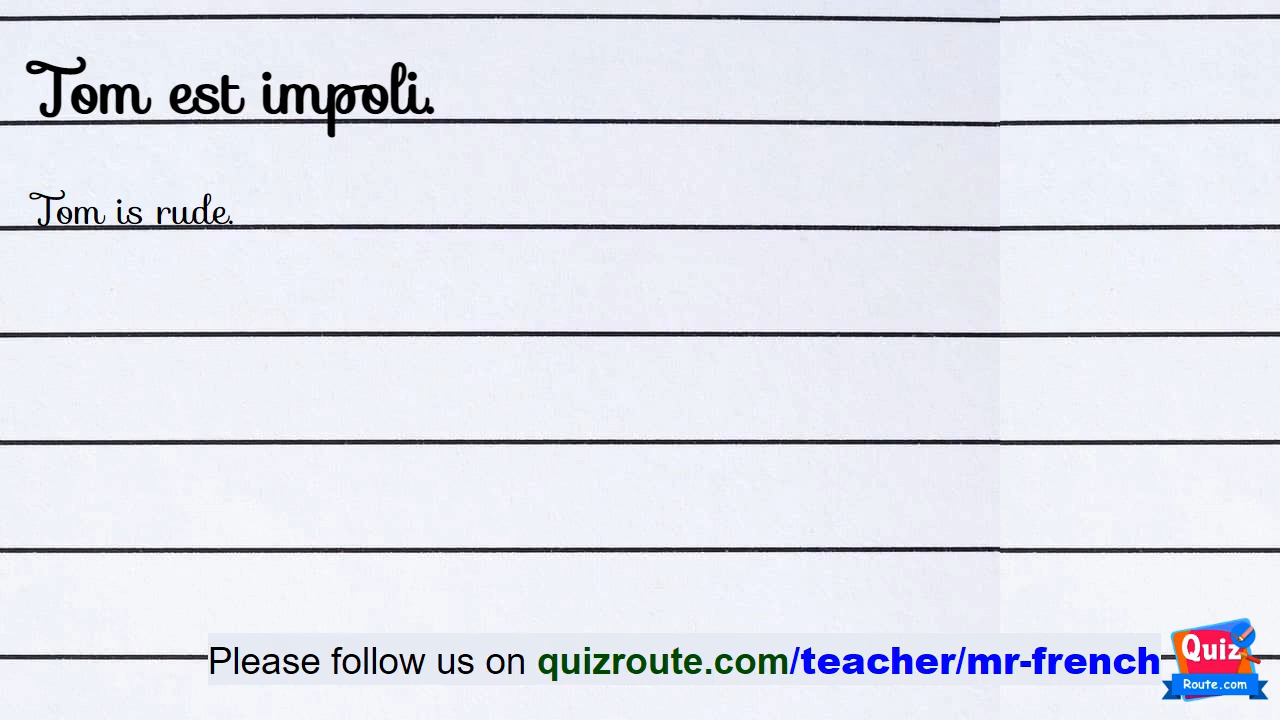 Tom est impoli.
Tom is rude.
Please follow us on quizroute.com/teacher/mr-french
Quiz
Route.com